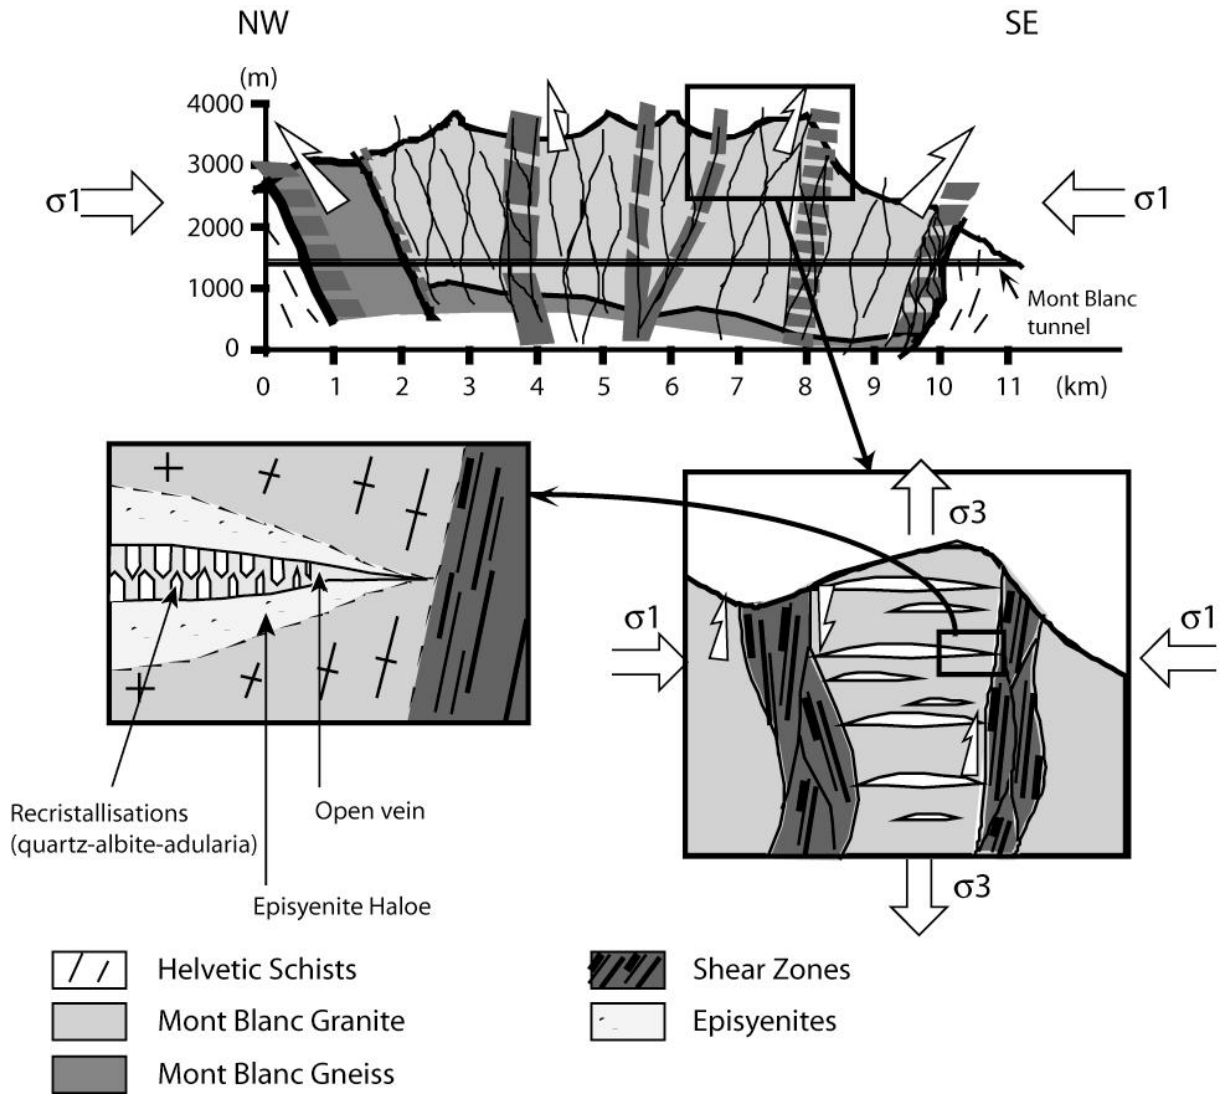 NW
SE
(m)
4000
3000
2000
1000
0
σ1
σ1
Mont Blanc
tunnel
0 1 2 3 4 5 6 7 8 9 10 11 (km)
σ3
σ1
σ1
σ3
Recristallisations
(quartz-albite-adularia)
Open vein
Episyenite Haloe
Helvetic Schists
Mont Blanc Granite
Mont Blanc Gneiss
Shear Zones
Episyenites